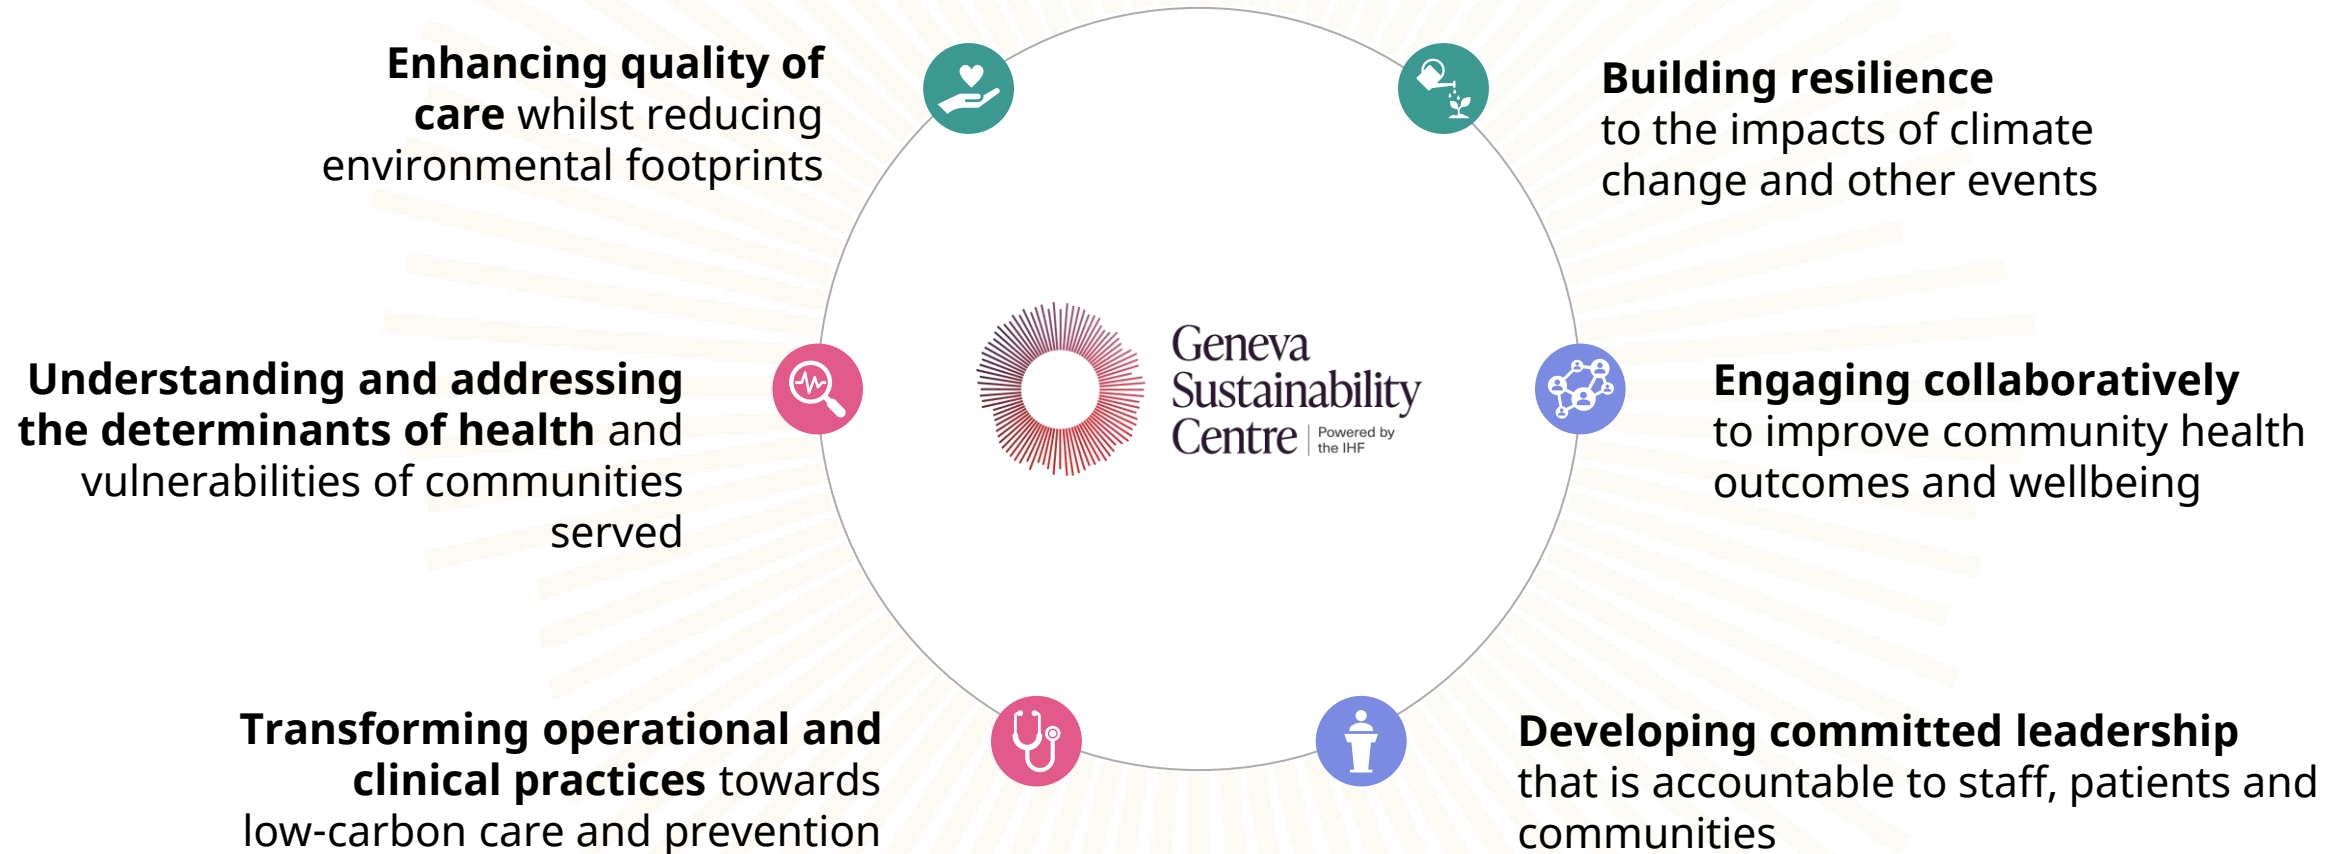 Enhancing quality of
care whilst reducing
environmental footprints
Building resilience
to the impacts of climate
change and other events
Understanding and addressing
the determinants of health and
vulnerabilities of communities
served
Geneva
Sustainability
Centre
Powered by
the IHF
Engaging collaboratively
to improve community health
outcomes and wellbeing
Transforming operational and
clinical practices towards
low-carbon care and prevention
Developing committed leadership
that is accountable to staff, patients and
communities